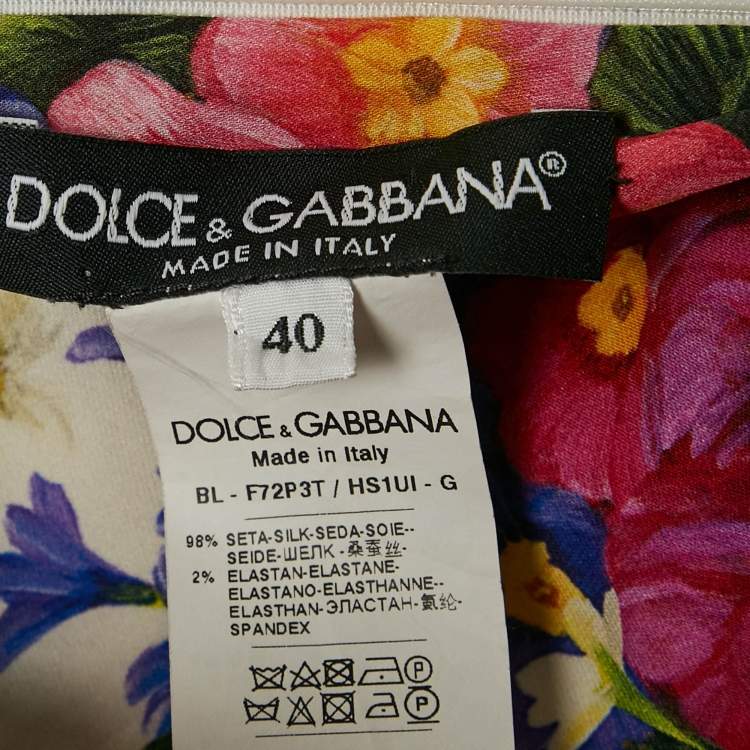 DOLCE & GABBANA®
MADE IN ITALY
40
DOLCE & GABBANA
Made in Italy
BL - F72P3T / HS1UI - G
98% SETA-SILK-SEDA-SOIE--
SEIDE-ШЕЛК -桑蚕丝-
2% ELASTAN-ELASTANE-
ELASTANO-ELASTHANNE--
ELASTHAN-ЭЛАСТАН-氨纶-
SPANDEX
P
P